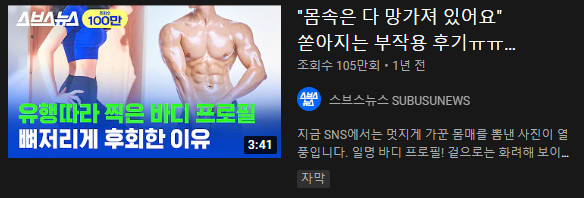 스브스뉴스
100만
유행따라 찍은 바디 프로필
뼈저리게 후회한 이유
3:41
"몸속은 다 망가져 있어요"
쏟아지는 부작용 후기ㅠㅠ...
조회수 105만회 • 1년 전
스브스뉴스
스브스뉴스 SUBUSUNEWS
지금 SNS에서는 멋지게 가꾼 몸매를 뽐낸 사진이 열
풍입니다. 일명 바디 프로필! 겉으로는 화려해 보이...
자막